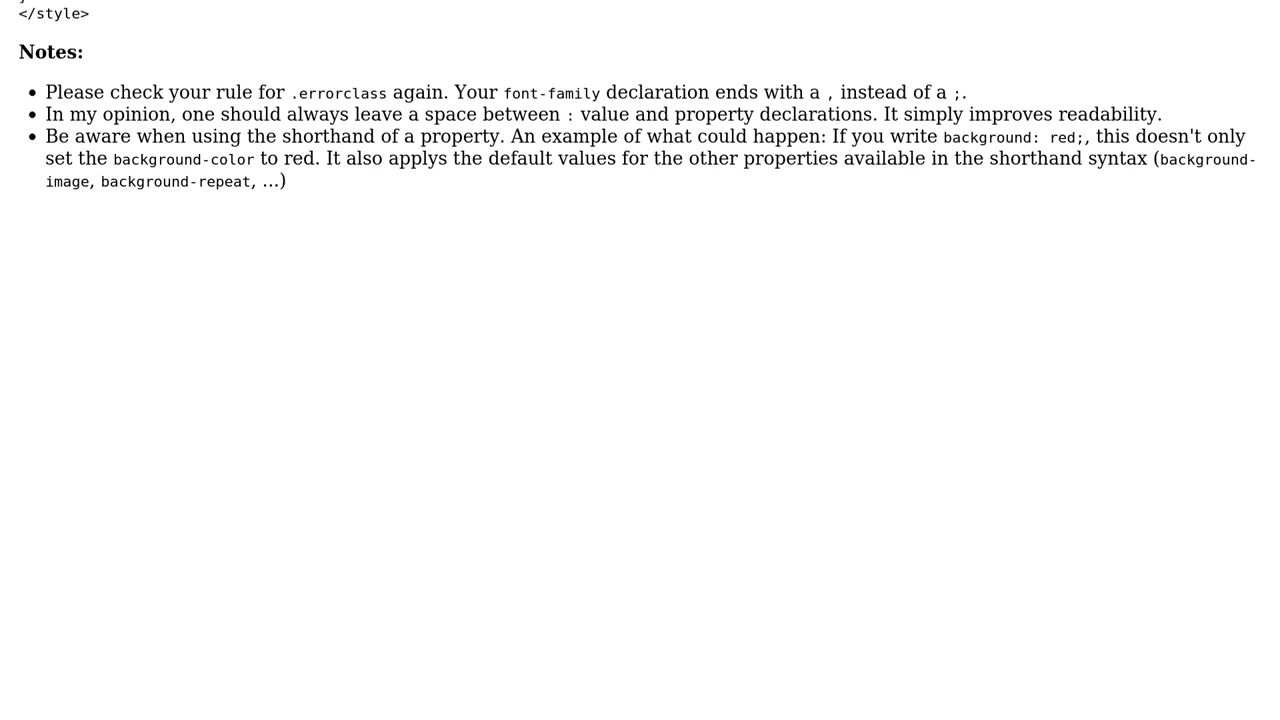 </style>
Notes:
• Please check your rule for .errorclass again. Your font-family declaration ends with a , instead of a ;.
• In my opinion, one should always leave a space between : value and property declarations. It simply improves readability.
• Be aware when using the shorthand of a property. An example of what could happen: If you write background: red;, this doesn't only
set the background-color to red. It also applys the default values for the other properties available in the shorthand syntax (background-
image, background-repeat, ...)